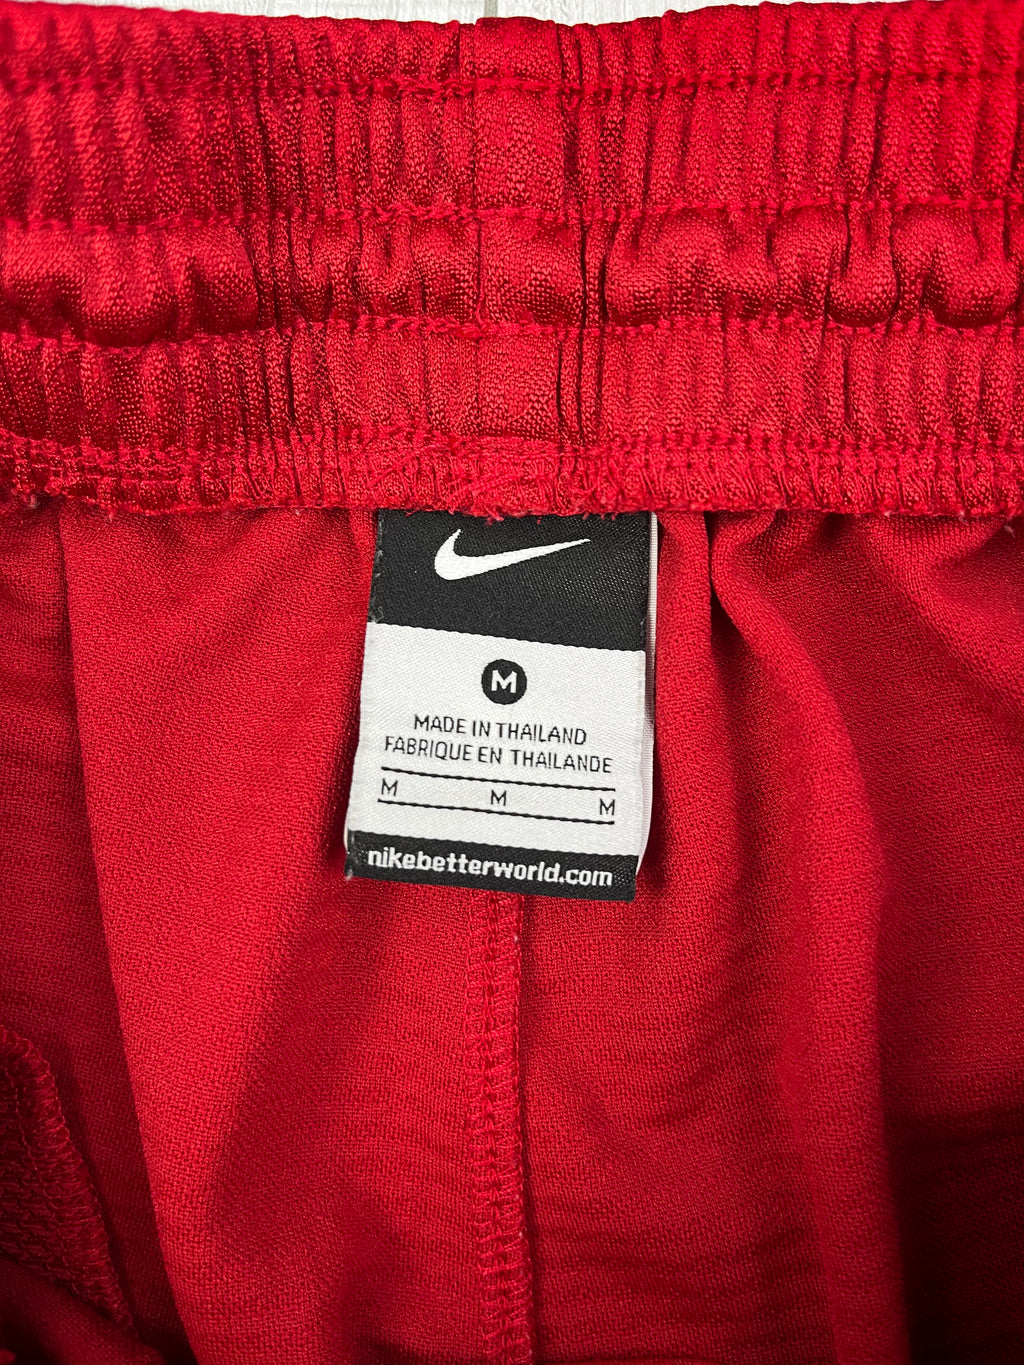 M
MADE IN THAILAND
FABRIQUE EN THAILANDE
M M M
nikebetterworld.com